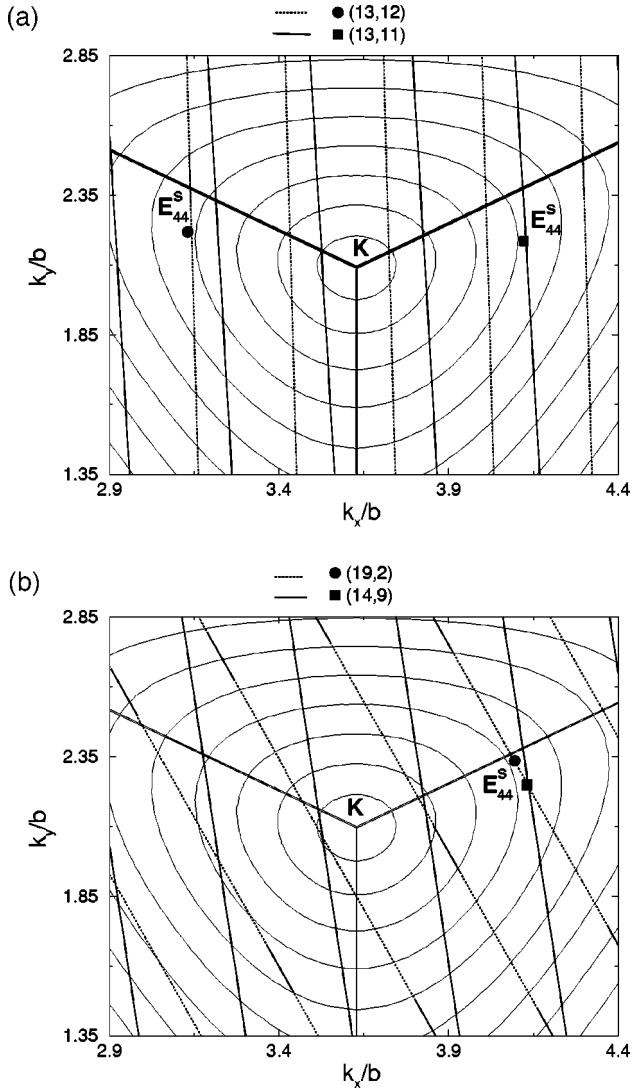 (a)
(13,12)
(13,11)
2.85
2.35
1.85
1.35
k_y/b
E^S_44
K
E^S_44
2.9
3.4
3.9
4.4
k_x/b
(b)
(19,2)
(14,9)
2.85
2.35
1.85
1.35
k_y/b
K
E^S_44
2.9
3.4
3.9
4.4
k_x/b